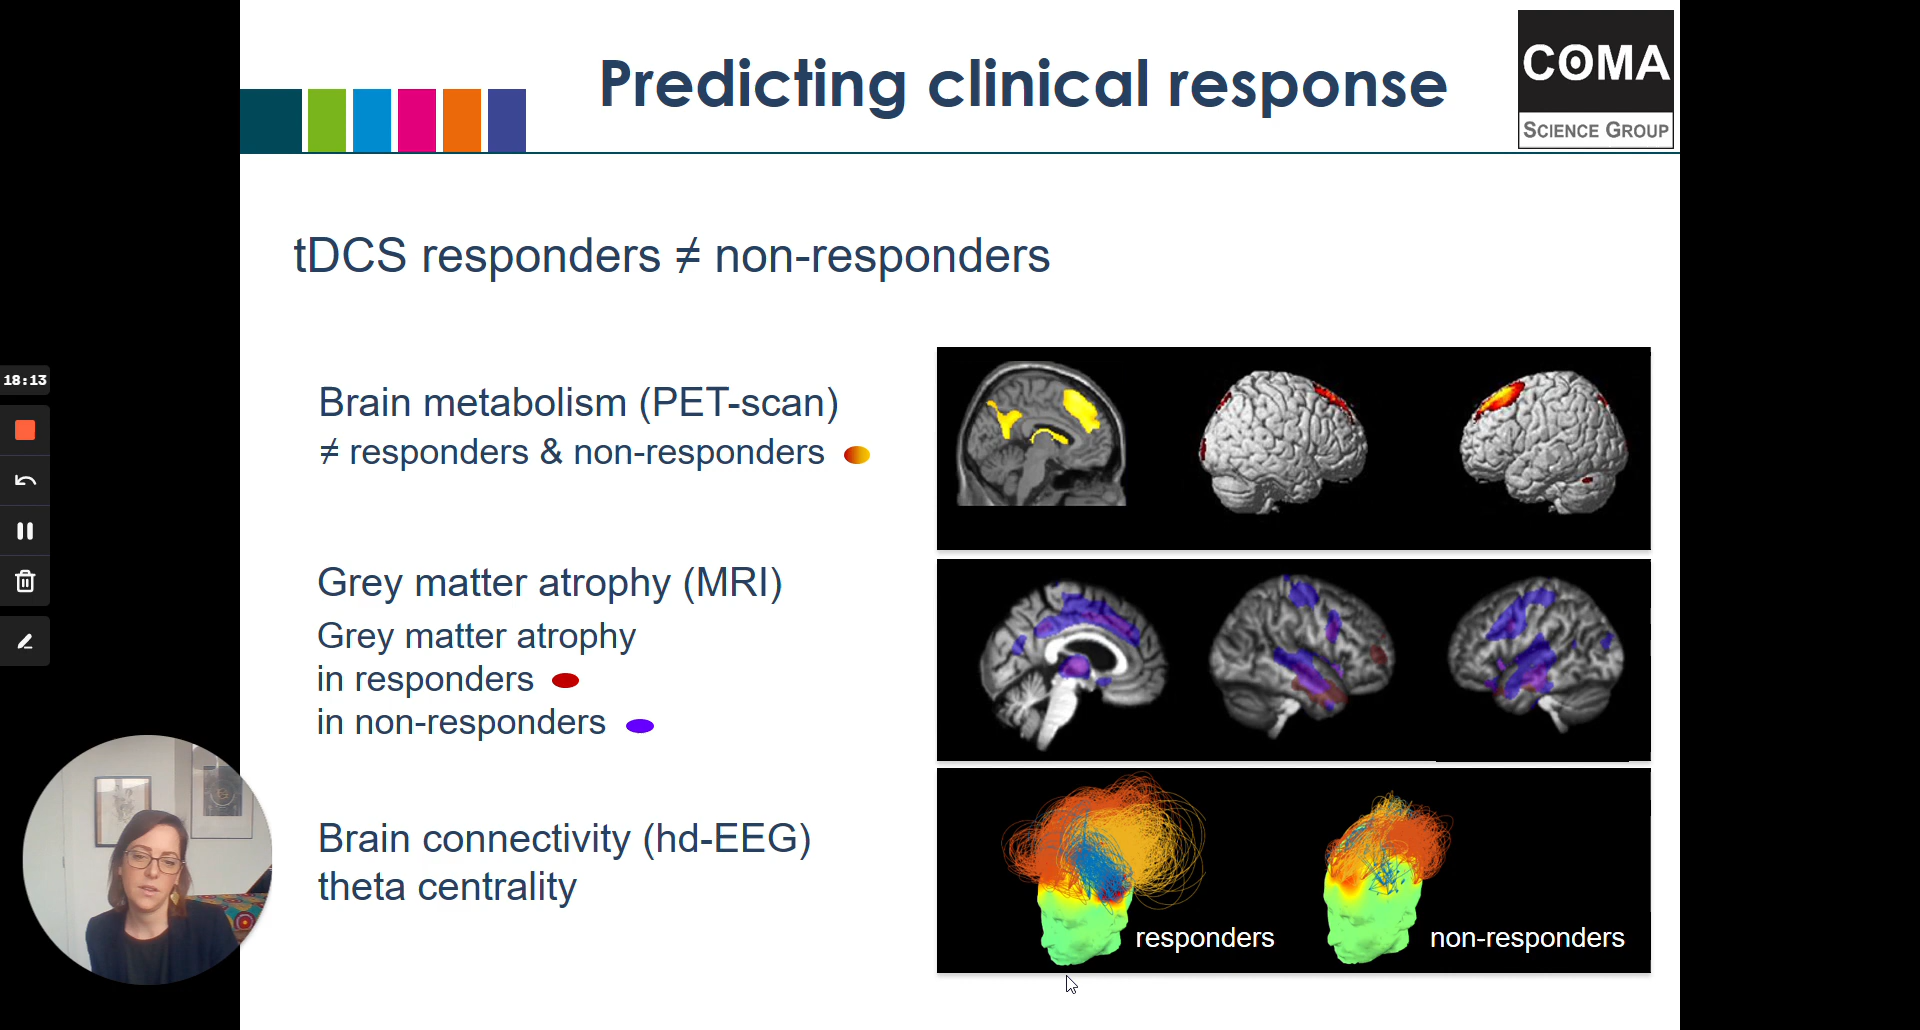 Predicting clinical response
COMA
SCIENCE GROUP
tDCS responders ≠ non-responders
18:13
Brain metabolism (PET-scan)
≠ responders & non-responders
Grey matter atrophy (MRI)
Grey matter atrophy
in responders
in non-responders
Brain connectivity (hd-EEG)
theta centrality
responders
non-responders